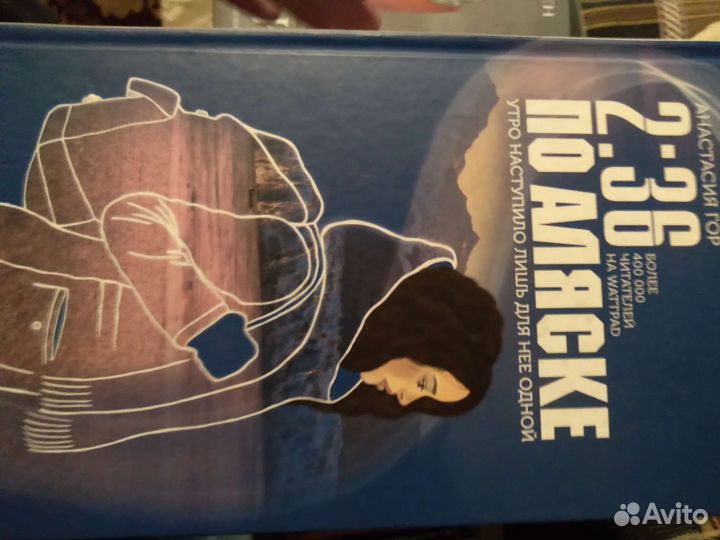 АНАСТАСИЯ ГОР
2:36
ПО АЛЯСКЕ
БОЛЕЕ
400 000
ЧИТАТЕЛЕЙ
НА WATTPAD
УТРО НАСТУПИЛО ЛИШЬ ДЛЯ НЕЕ ОДНОЙ
Avito